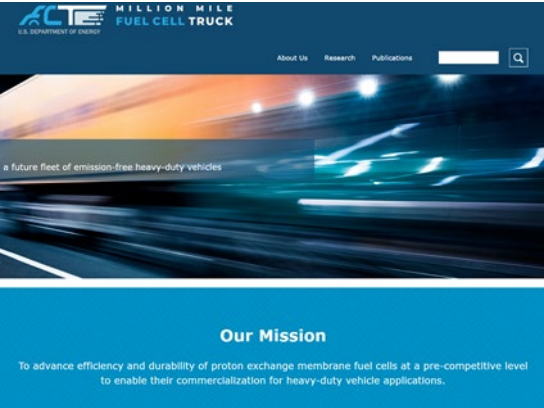 MILLION MILE
FUEL CELL TRUCK
U.S. DEPARTMENT OF ENERGY
About Us Research Publications
a future fleet of emission-free heavy-duty vehicles
Our Mission
To advance efficiency and durability of proton exchange membrane fuel cells at a pre-competitive level
to enable their commercialization for heavy-duty vehicle applications.